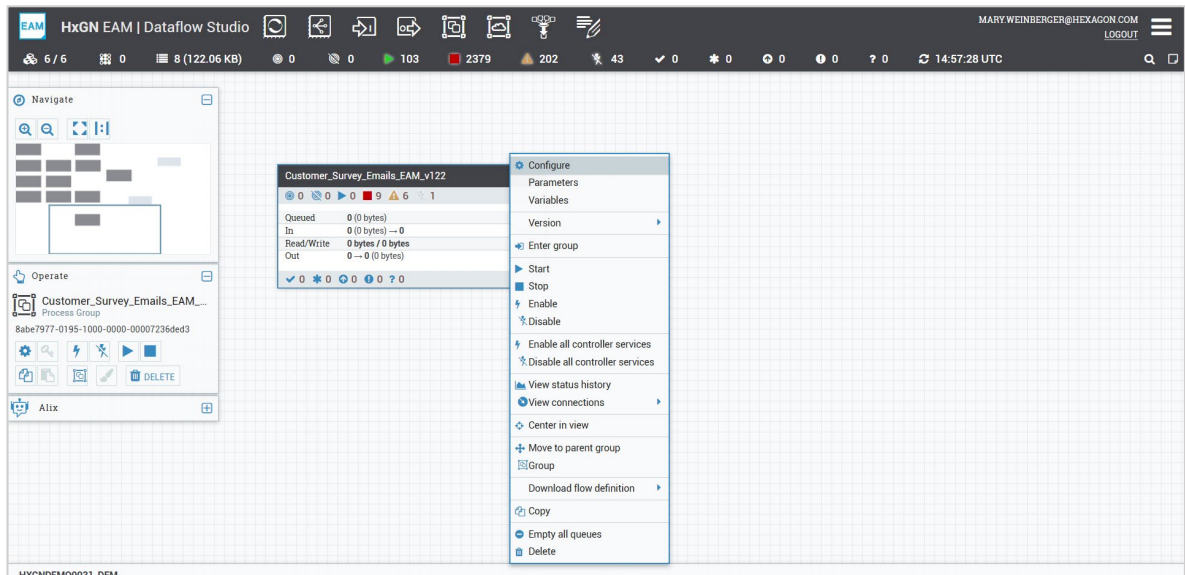 EAM HxGN EAM | Dataflow Studio
MARY.WEINBERGER@HEXAGON.COM
LOGOUT
6 / 6 0 8 (122.06 KB) 0 0 103 2379 202 43 0 0 0 0 ? 0 14:57:28 UTC
Navigate
Operate
Customer_Survey_Emails_EAM_...
Process Group
8abe7977-0195-1000-0000-00007236ded3
DELETE
Alix
Customer_Survey_Emails_EAM_v122
0 0 0 9 6 1
Queued 0 (0 bytes)
In 0 (0 bytes) → 0
Read/Write 0 bytes / 0 bytes
Out 0 → 0 (0 bytes)
0 0 0 0 ? 0
Configure
Parameters
Variables
Version
Enter group
Start
Stop
Enable
Disable
Enable all controller services
Disable all controller services
View status history
View connections
Center in view
Move to parent group
Group
Download flow definition
Copy
Empty all queues
Delete